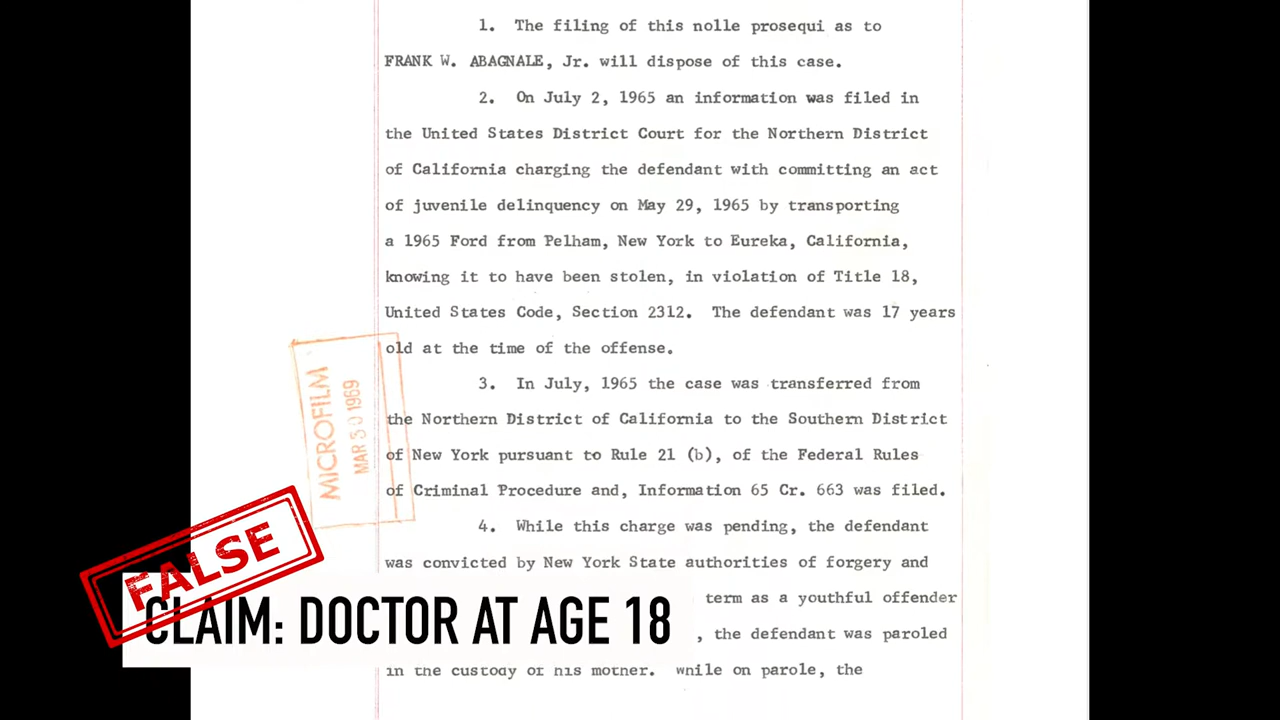 1. The filing of this nolle prosequi as to
FRANK W. ABAGNALE, Jr. will dispose of this case.
2. On July 2, 1965 an information was filed in
the United States District Court for the Northern District
of California charging the defendant with committing an act
of juvenile delinquency on May 29, 1965 by transporting
a 1965 Ford from Pelham, New York to Eureka, California,
knowing it to have been stolen, in violation of Title 18,
United States Code, Section 2312. The defendant was 17 years
old at the time of the offense.
3. In July, 1965 the case was transferred from
the Northern District of California to the Southern District
of New York pursuant to Rule 21 (b), of the Federal Rules
of Criminal Procedure and, Information 65 Cr. 663 was filed.
4. While this charge was pending, the defendant
was convicted by New York State authorities of forgery and
term as a youthful offender
, the defendant was paroled
in the custody of his mother. While on parole, the
MICROFILM
MAR 30 1969
FALSE
CLAIM: DOCTOR AT AGE 18